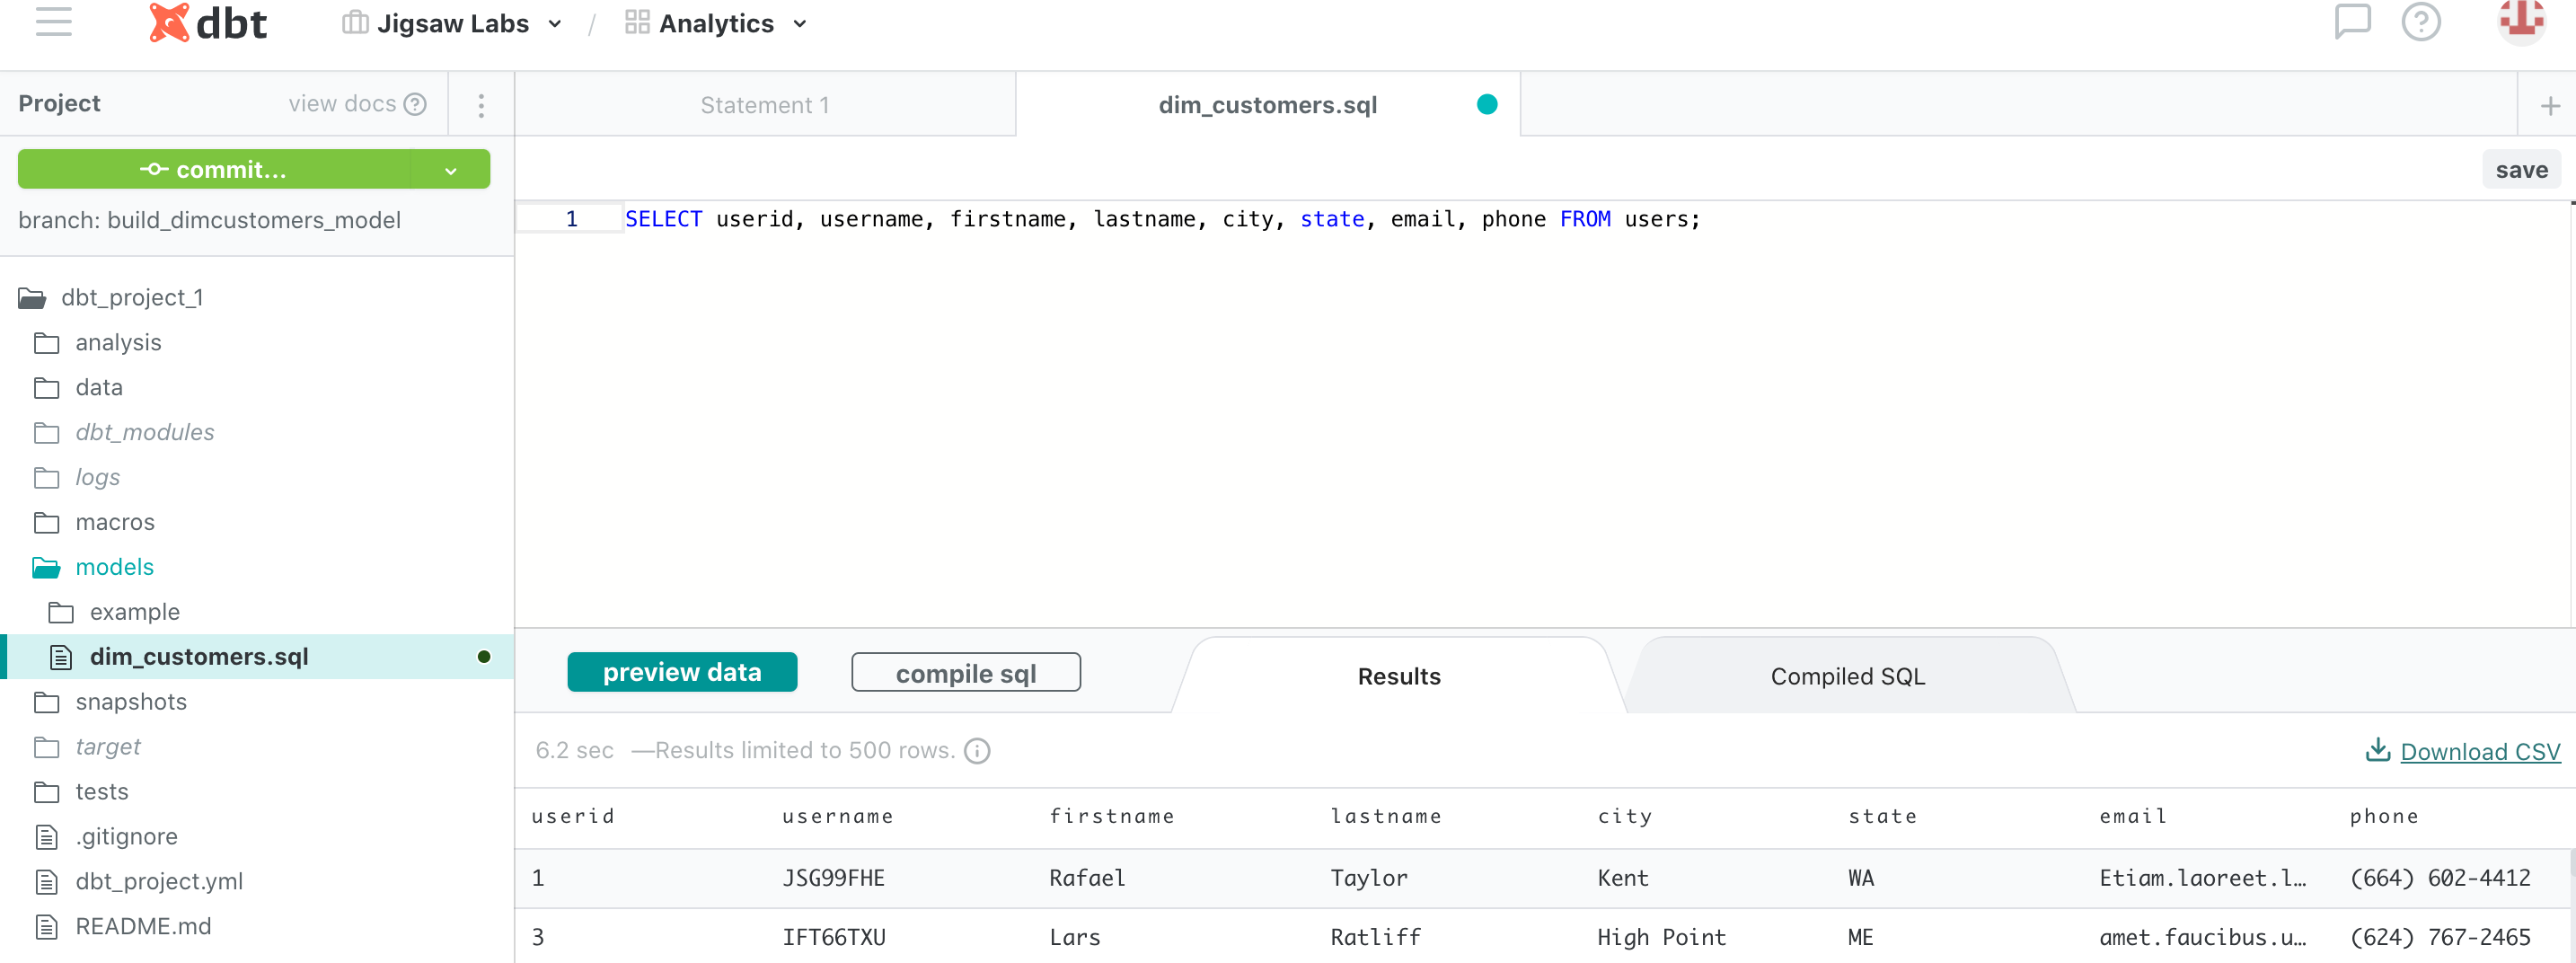 dbt Jigsaw Labs / Analytics
Project view docs
Statement 1 dim_customers.sql
commit...
save
branch: build_dimcustomers_model
1 SELECT userid, username, firstname, lastname, city, state, email, phone FROM users;
dbt_project_1
analysis
data
dbt_modules
logs
macros
models
example
dim_customers.sql
snapshots
target
tests
.gitignore
dbt_project.yml
README.md
preview data compile sql Results Compiled SQL
6.2 sec —Results limited to 500 rows. Download CSV
userid username firstname lastname city state email phone
1 JSG99FHE Rafael Taylor Kent WA Etiam.laoreet.l… (664) 602-4412
3 IFT66TXU Lars Ratliff High Point ME amet.faucibus.u… (624) 767-2465